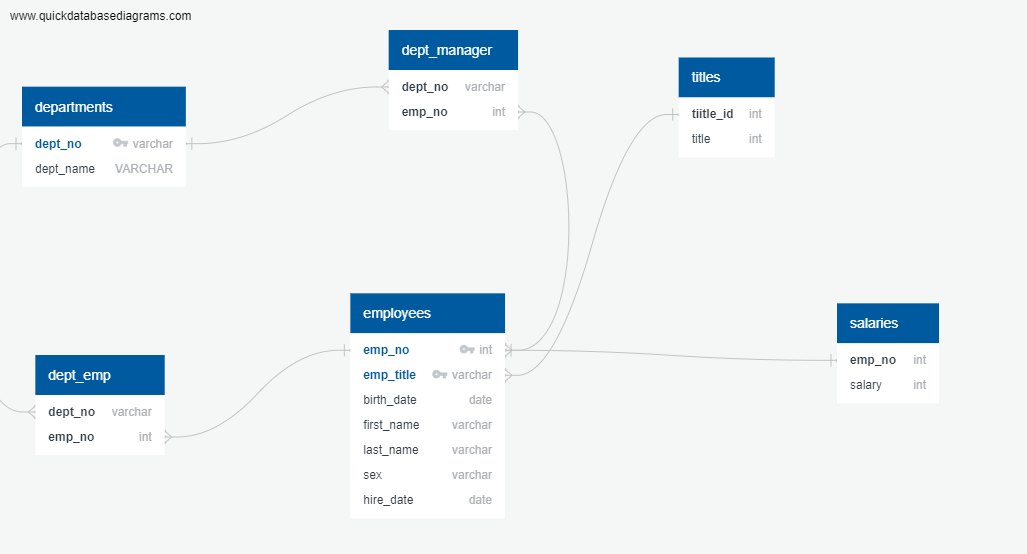 www.quickdatabasediagrams.com
dept_manager
dept_no varchar
emp_no int
titles
tiitle_id int
title int
departments
dept_no varchar
dept_name VARCHAR
employees
emp_no int
emp_title varchar
birth_date date
first_name varchar
last_name varchar
sex varchar
hire_date date
salaries
emp_no int
salary int
dept_emp
dept_no varchar
emp_no int